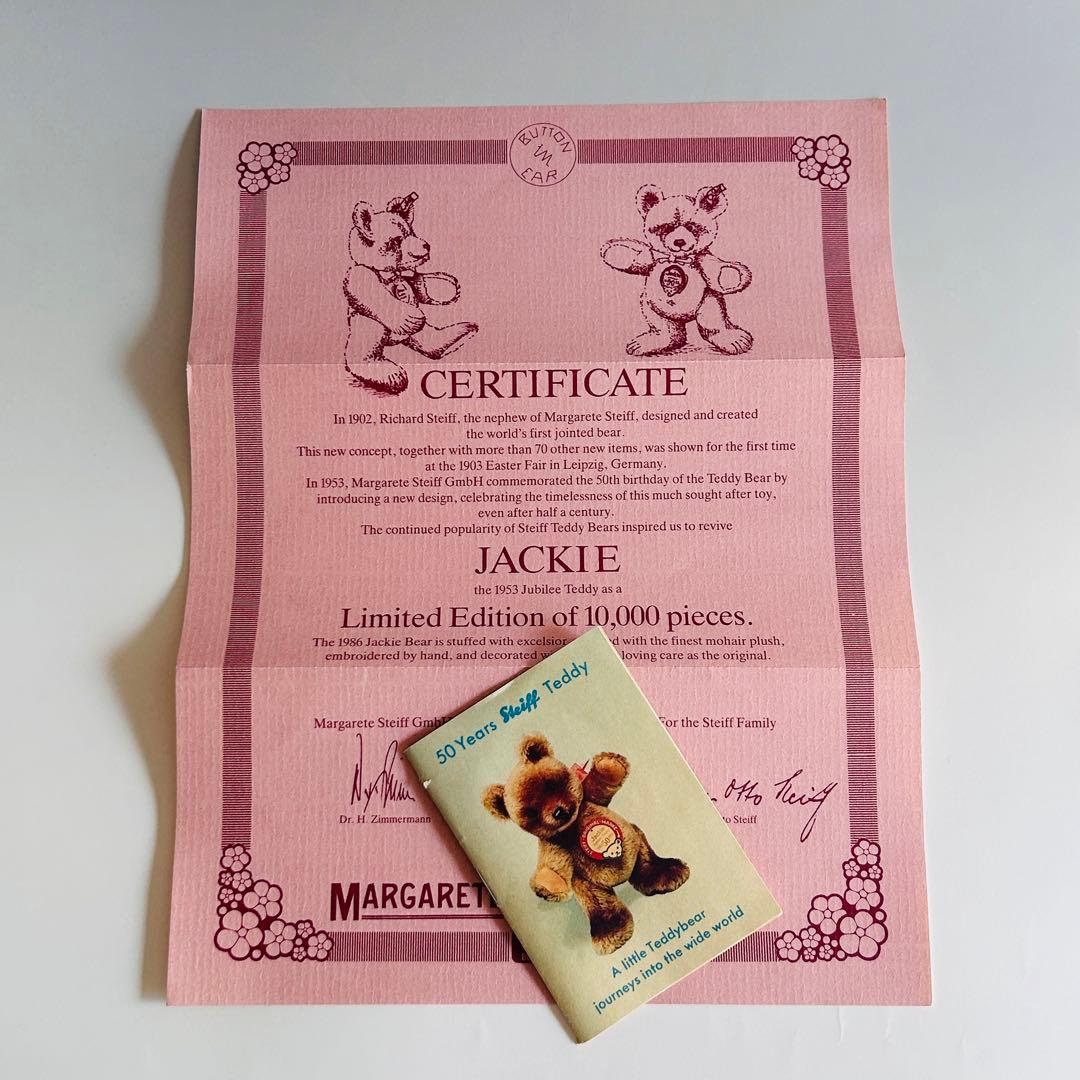 BUTTON
IN
EAR
CERTIFICATE
In 1902, Richard Steiff, the nephew of Margarete Steiff, designed and created
the world's first jointed bear.
This new concept, together with more than 70 other new items, was shown for the first time
at the 1903 Easter Fair in Leipzig, Germany.
In 1953, Margarete Steiff GmbH commemorated the 50th birthday of the Teddy Bear by
introducing a new design, celebrating the timelessness of this much sought after toy,
even after half a century.
The continued popularity of Steiff Teddy Bears inspired us to revive
JACKIE
the 1953 Jubilee Teddy as a
Limited Edition of 10,000 pieces.
The 1986 Jackie Bear is stuffed with excelsior with the finest mohair plush,
embroidered by hand, and decorated loving care as the original.
Margarete Steiff GmbH For the Steiff Family
Otto Steiff
Dr. H. Zimmermann Steiff
MARGARETE
50 Years Steiff Teddy
A little Teddybear
journeys into the wide world